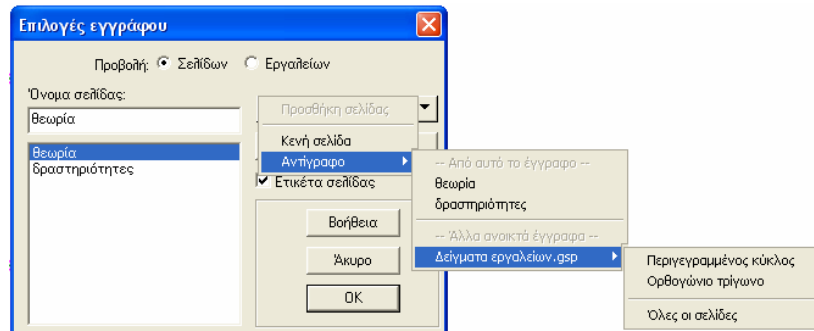 Επιλογές εγγράφου
Προβολή: Σελίδων Εργαλείων
Όνομα σελίδας:
θεωρία
θεωρία
δραστηριότητες
Προσθήκη σελίδας
Κενή σελίδα
Αντίγραφο
Ετικέτα σελίδας
Βοήθεια
Άκυρο
OK
-- Από αυτό το έγγραφο --
θεωρία
δραστηριότητες
-- Άλλα ανοικτά έγγραφα --
Δείγματα εργαλείων.gsp
Περιγεγραμμένος κύκλος
Ορθογώνιο τρίγωνο
Όλες οι σελίδες